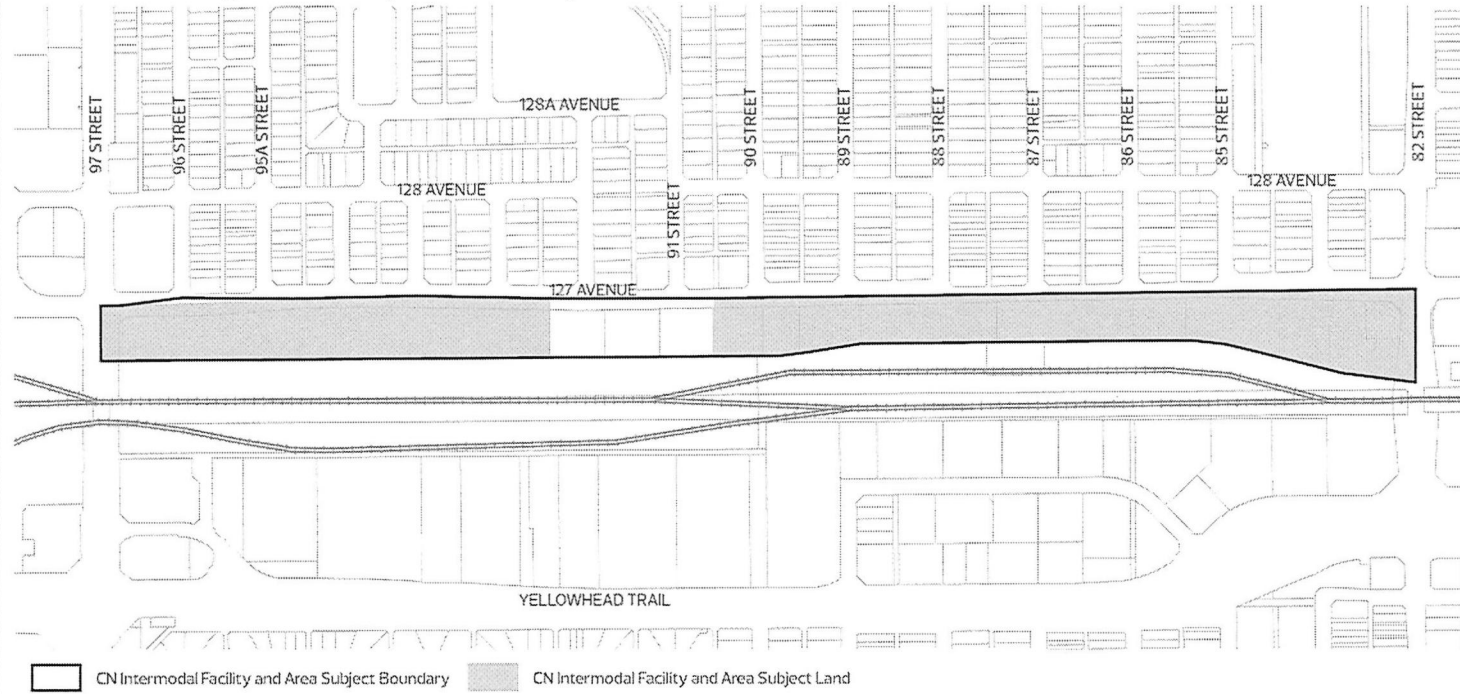 128A AVENUE
97 STREET
96 STREET
95A STREET
90 STREET
89 STREET
88 STREET
87 STREET
86 STREET
85 STREET
82 STREET
128 AVENUE
128 AVENUE
91 STREET
127 AVENUE
YELLOWHEAD TRAIL
CN Intermodal Facility and Area Subject Boundary
CN Intermodal Facility and Area Subject Land